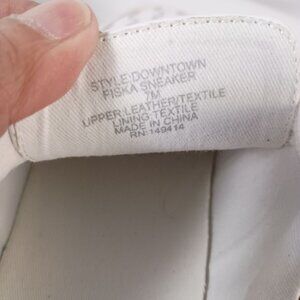 STYLE:DOWNTOWN
FISKA SNEAKER
7M
UPPER:LEATHER/TEXTILE
LINING TEXTILE
MADE IN CHINA
RN:149414